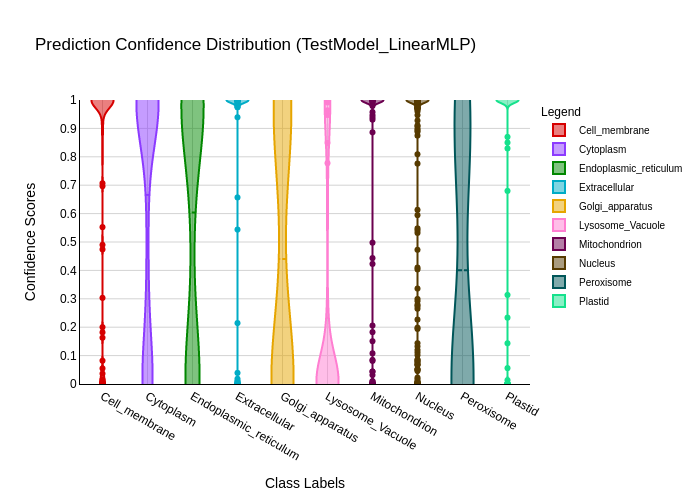 Prediction Confidence Distribution (TestModel_LinearMLP)
Confidence Scores
1
0.9
0.8
0.7
0.6
0.5
0.4
0.3
0.2
0.1
0
Cell_membrane
Cytoplasm
Endoplasmic_reticulum
Extracellular
Golgi_apparatus
Lysosome_Vacuole
Mitochondrion
Nucleus
Peroxisome
Plastid
Class Labels
Legend
Cell_membrane
Cytoplasm
Endoplasmic_reticulum
Extracellular
Golgi_apparatus
Lysosome_Vacuole
Mitochondrion
Nucleus
Peroxisome
Plastid